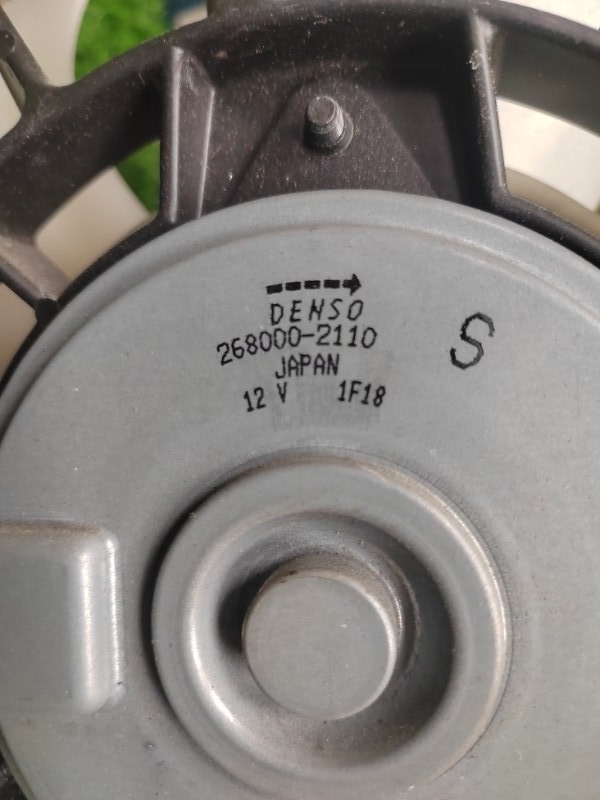 DENSO
268000-2110
JAPAN
12 V 1F18
S